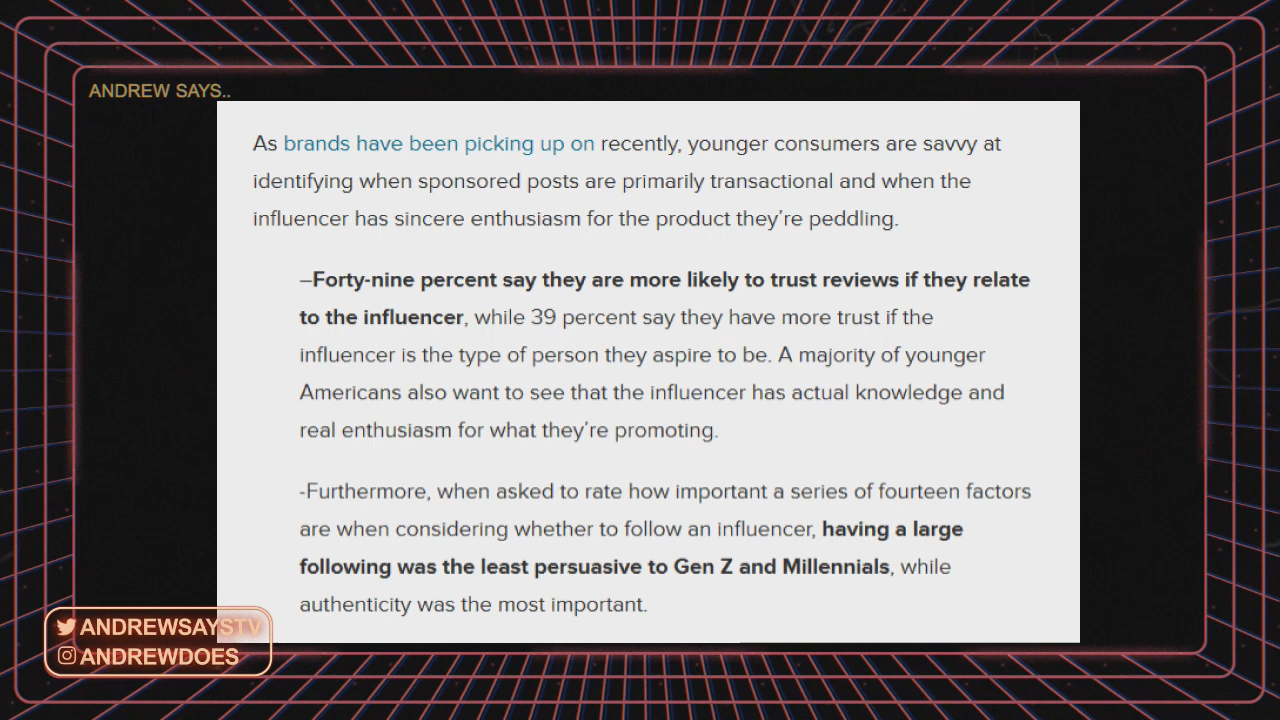 ANDREW SAYS..
As brands have been picking up on recently, younger consumers are savvy at
identifying when sponsored posts are primarily transactional and when the
influencer has sincere enthusiasm for the product they’re peddling.
–Forty-nine percent say they are more likely to trust reviews if they relate
to the influencer, while 39 percent say they have more trust if the
influencer is the type of person they aspire to be. A majority of younger
Americans also want to see that the influencer has actual knowledge and
real enthusiasm for what they’re promoting.
-Furthermore, when asked to rate how important a series of fourteen factors
are when considering whether to follow an influencer, having a large
following was the least persuasive to Gen Z and Millennials, while
authenticity was the most important.
ANDREWSAYSTV
ANDREWDOES